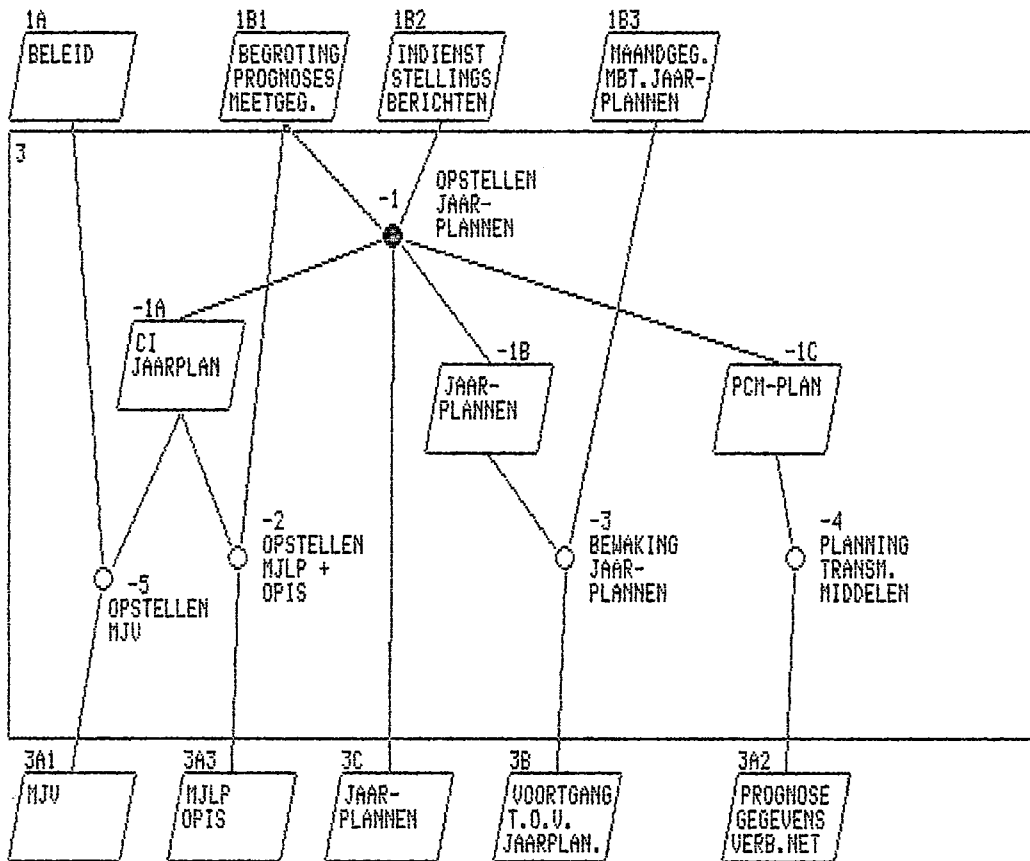 1A
BELEID
1B1
BEGROTING
PROGNOSES
MEETGEG.
1B2
INDIENST
STELLINGS
BERICHTEN
1B3
MAANDGEG.
MBT.JAAR-
PLANNEN
3
-1
OPSTELLEN
JAAR-
PLANNEN
-1A
CI
JAARPLAN
-1B
JAAR-
PLANNEN
-1C
PCM-PLAN
-5
OPSTELLEN
MJV
-2
OPSTELLEN
MJLP +
OPIS
-3
BEWAKING
JAAR-
PLANNEN
-4
PLANNING
TRANSM.
MIDDELEN
3A1
MJV
3A3
MJLP
OPIS
3C
JAAR-
PLANNEN
3B
VOORTGANG
T.O.V.
JAARPLAN.
3A2
PROGNOSE
GEGEVENS
VERB.NET